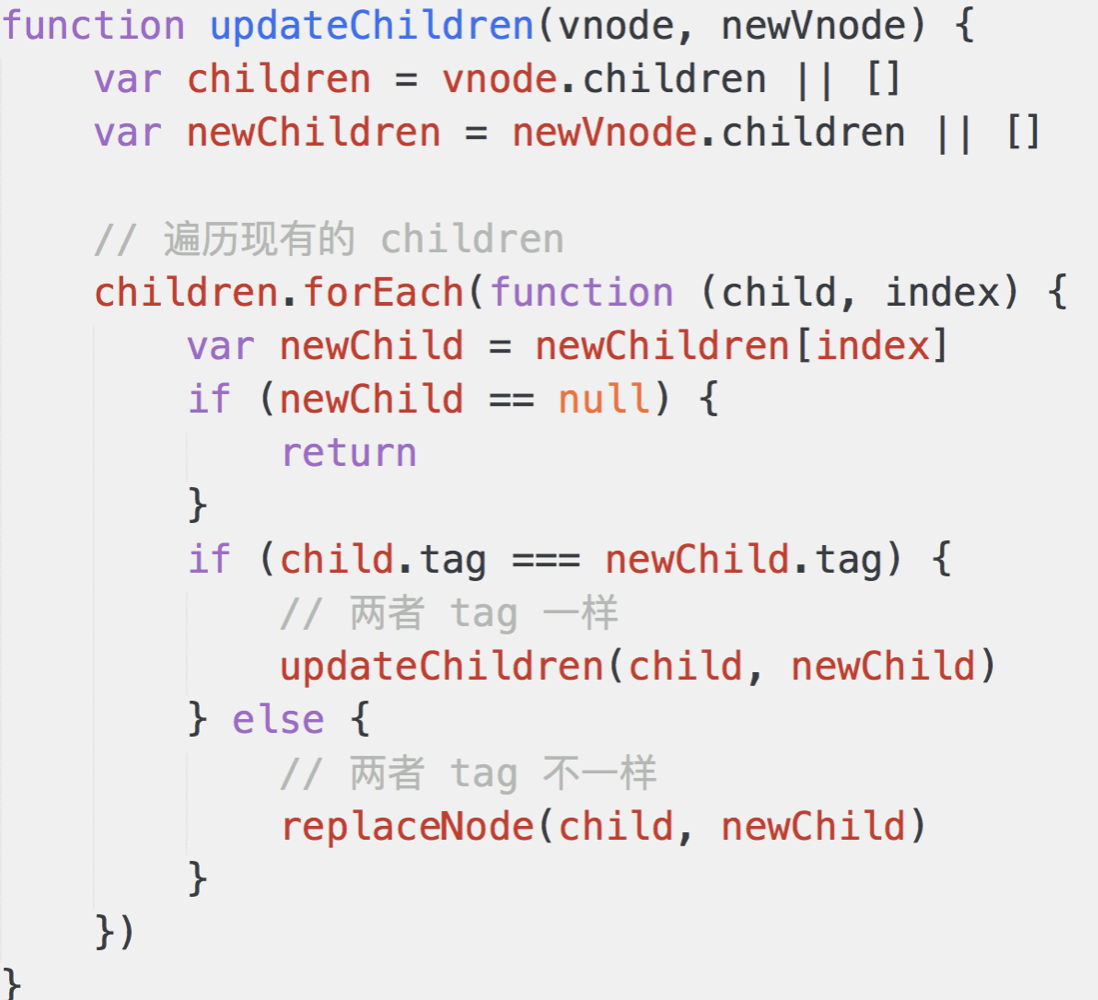 function updateChildren(vnode, newVnode) {
    var children = vnode.children || []
    var newChildren = newVnode.children || []

    // 遍历现有的 children
    children.forEach(function (child, index) {
        var newChild = newChildren[index]
        if (newChild == null) {
            return
        }
        if (child.tag === newChild.tag) {
            // 两者 tag 一样
            updateChildren(child, newChild)
        } else {
            // 两者 tag 不一样
            replaceNode(child, newChild)
        }
    })
}